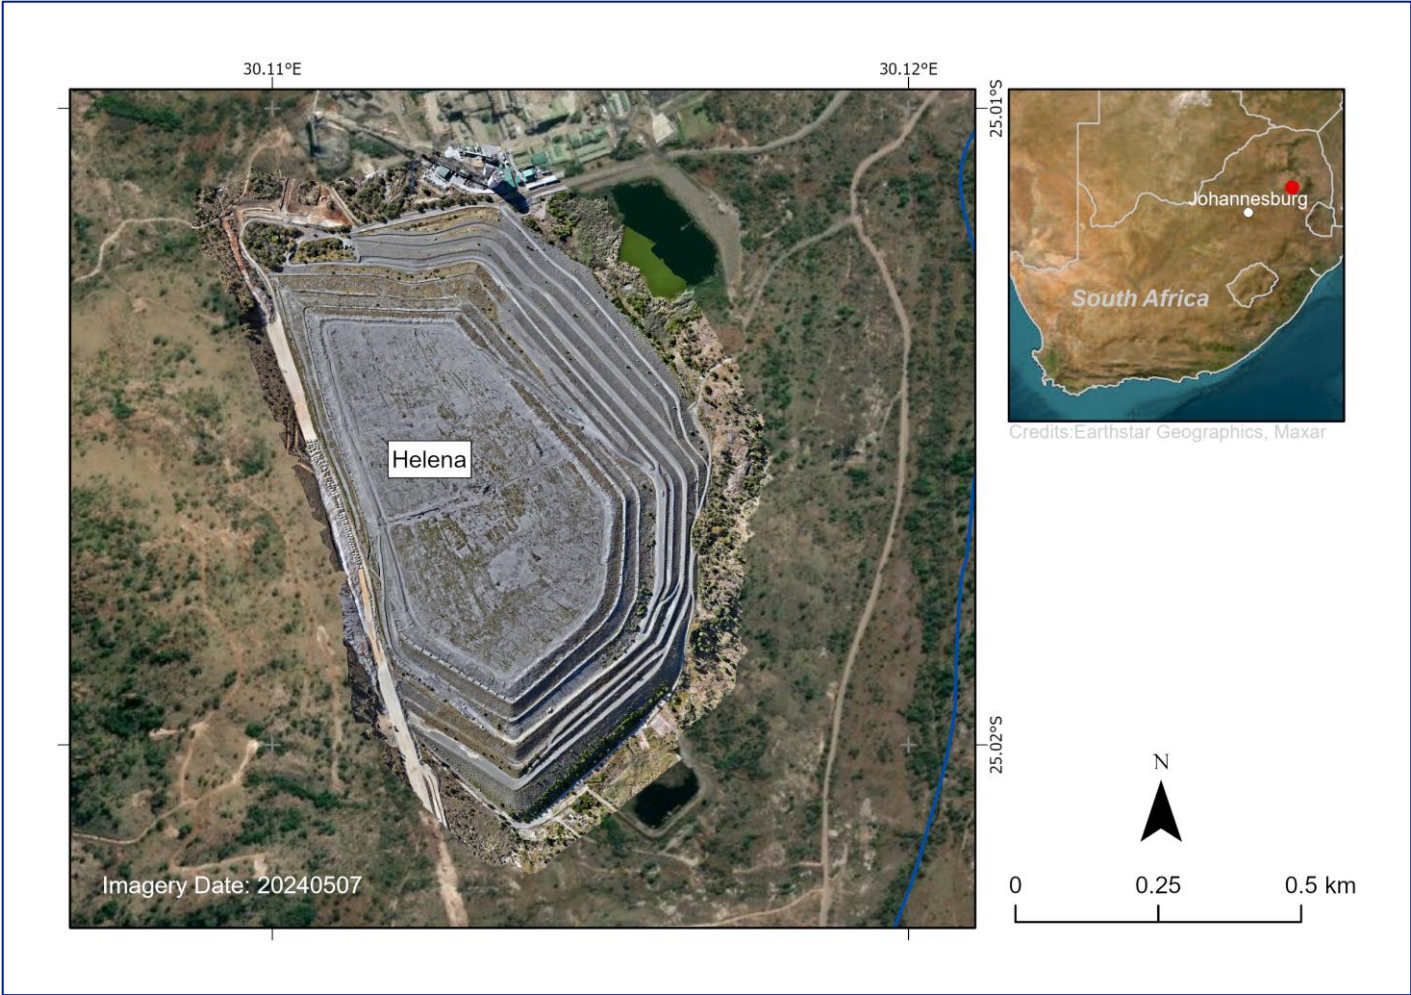 30.11°E
30.12°E
25.01°S
Johannesburg
South Africa
Credits:Earthstar Geographics, Maxar
Helena
25.02°S
N
Imagery Date: 20240507
0 0.25 0.5 km